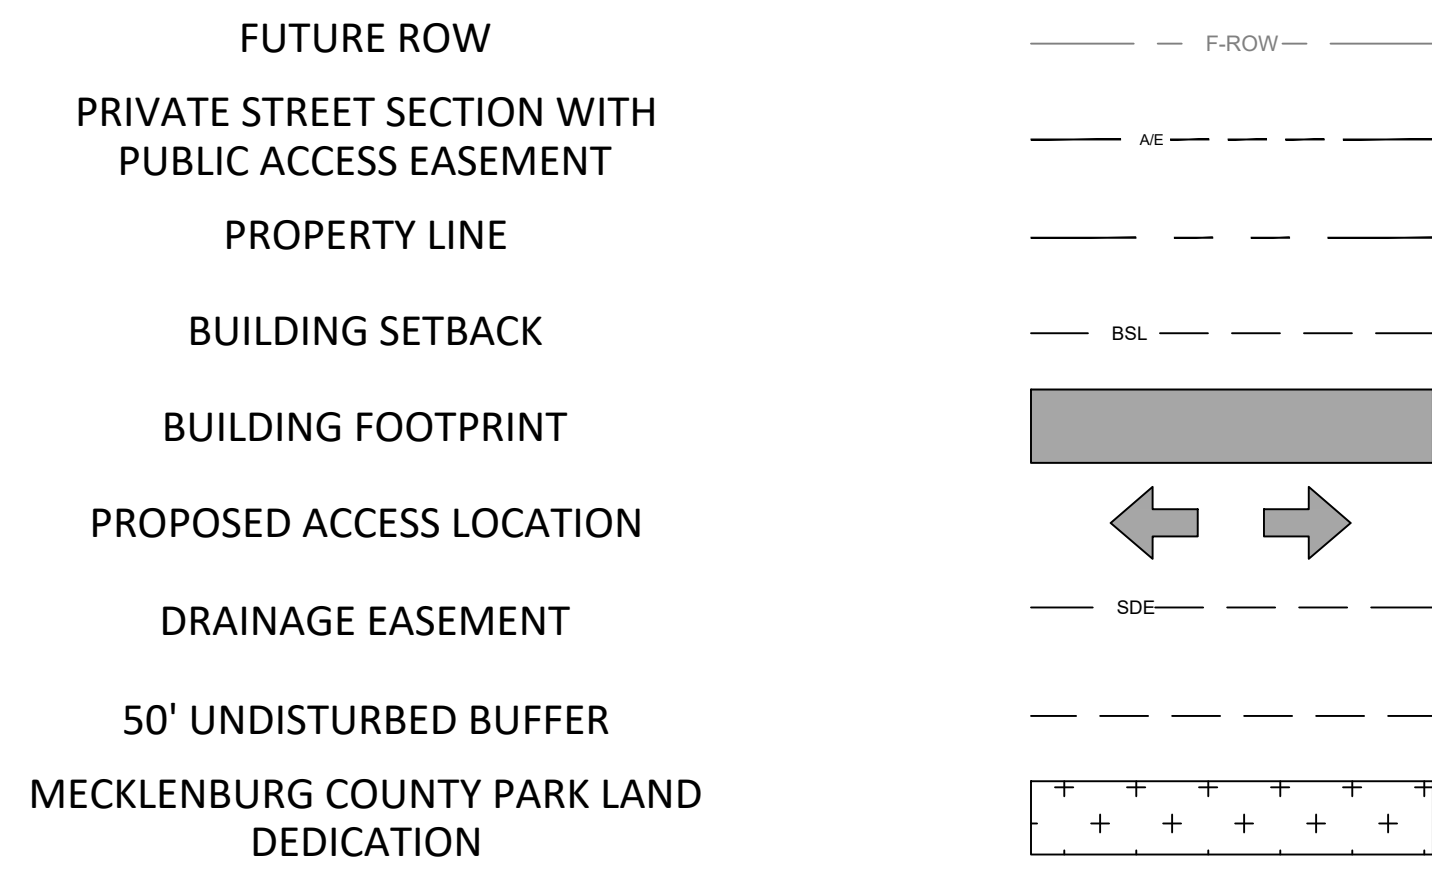 FUTURE ROW
F-ROW
PRIVATE STREET SECTION WITH
PUBLIC ACCESS EASEMENT
A/E
PROPERTY LINE
BUILDING SETBACK
BSL
BUILDING FOOTPRINT
PROPOSED ACCESS LOCATION
DRAINAGE EASEMENT
SDE
50' UNDISTURBED BUFFER
MECKLENBURG COUNTY PARK LAND
DEDICATION